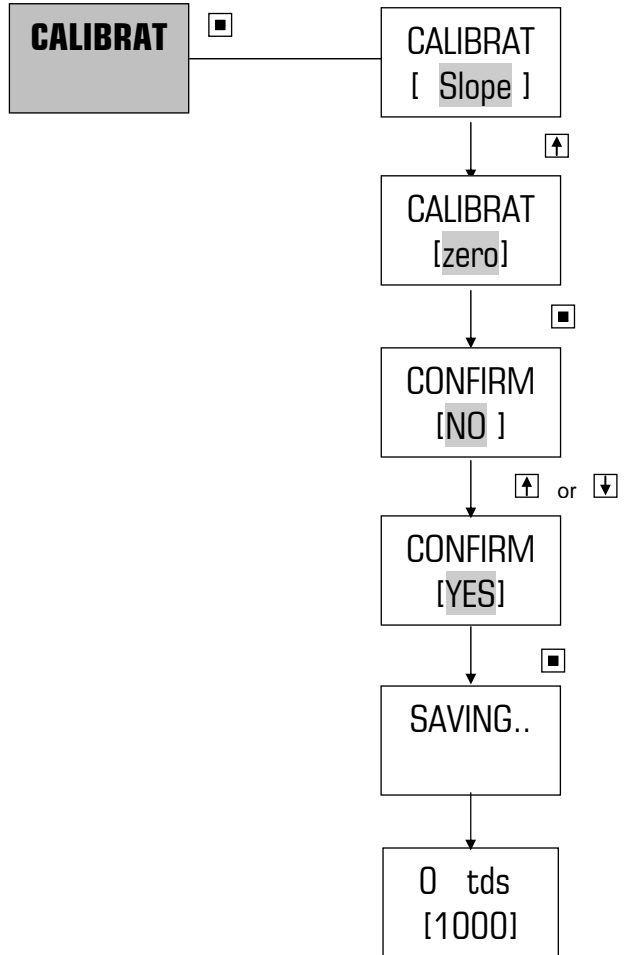 CALIBRAT
CALIBRAT
[ Slope ]
CALIBRAT
[zero]
CONFIRM
[NO ]
or
CONFIRM
[YES]
SAVING..
0 tds
[1000]